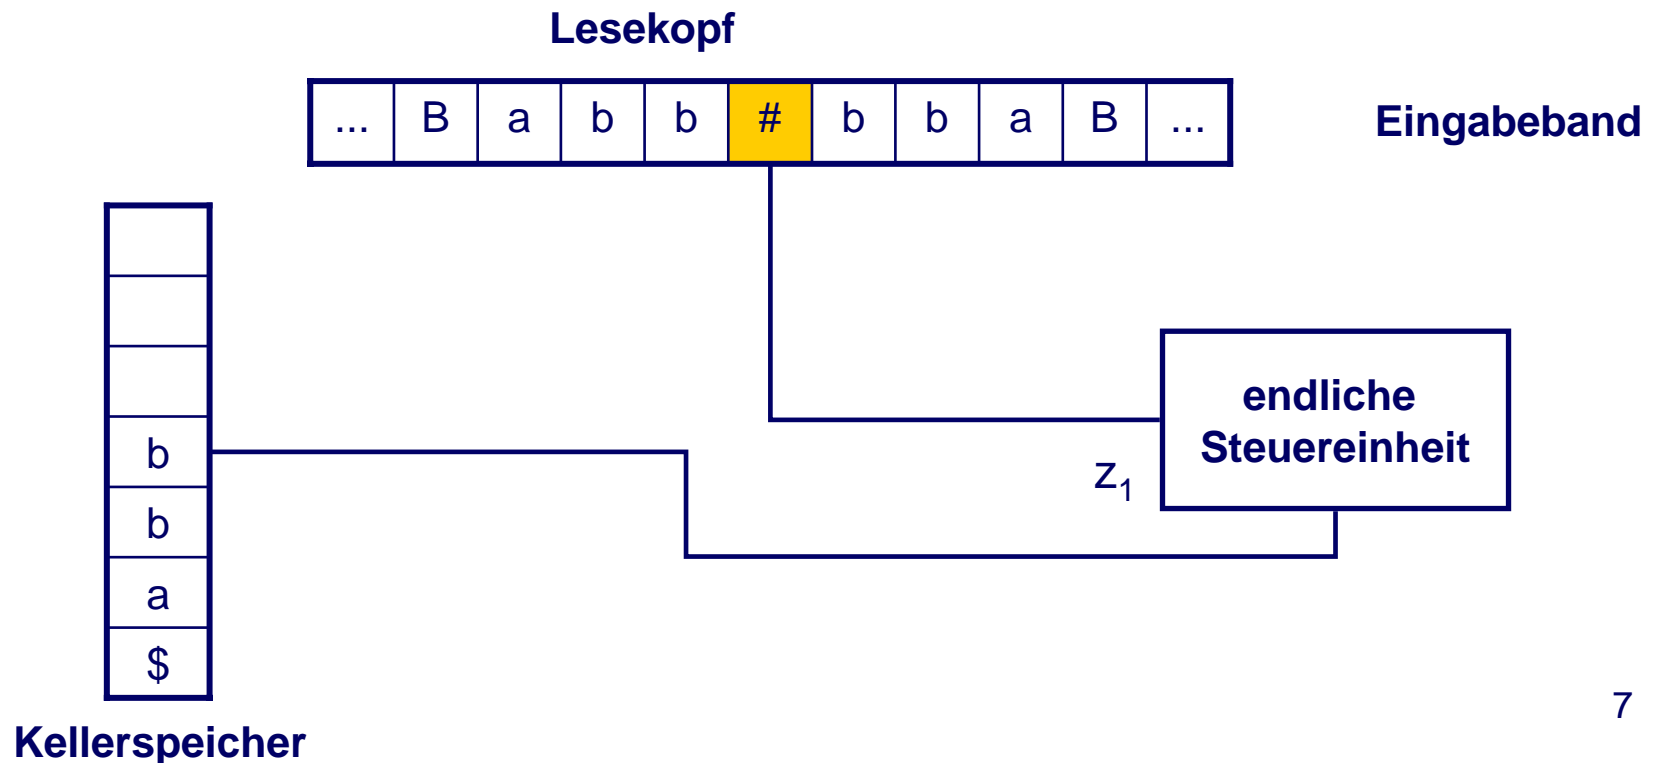 Lesekopf
... B a b b # b b a B ...
Eingabeband
b
b
a
$
Kellerspeicher
endliche
Steuereinheit
z₁
7